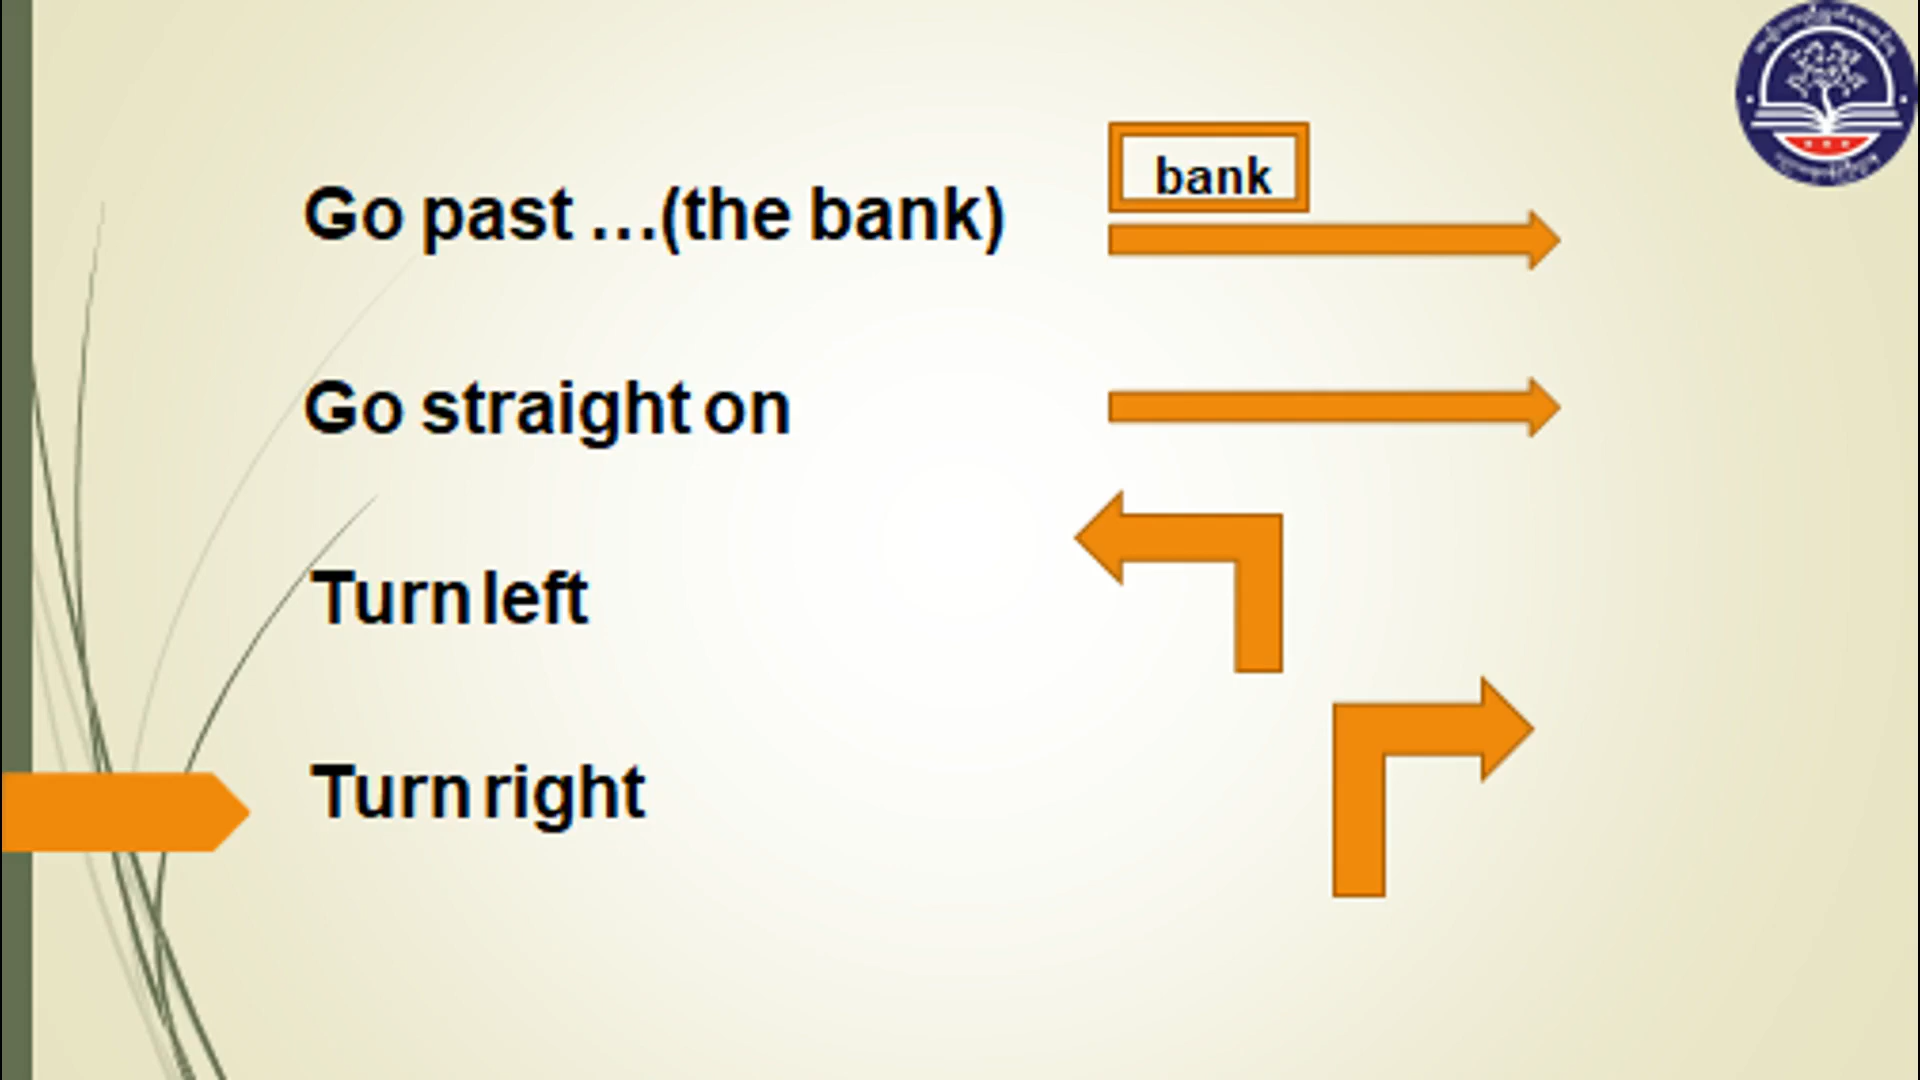 bank
Go past ...(the bank)
Go straight on
Turn left
Turn right